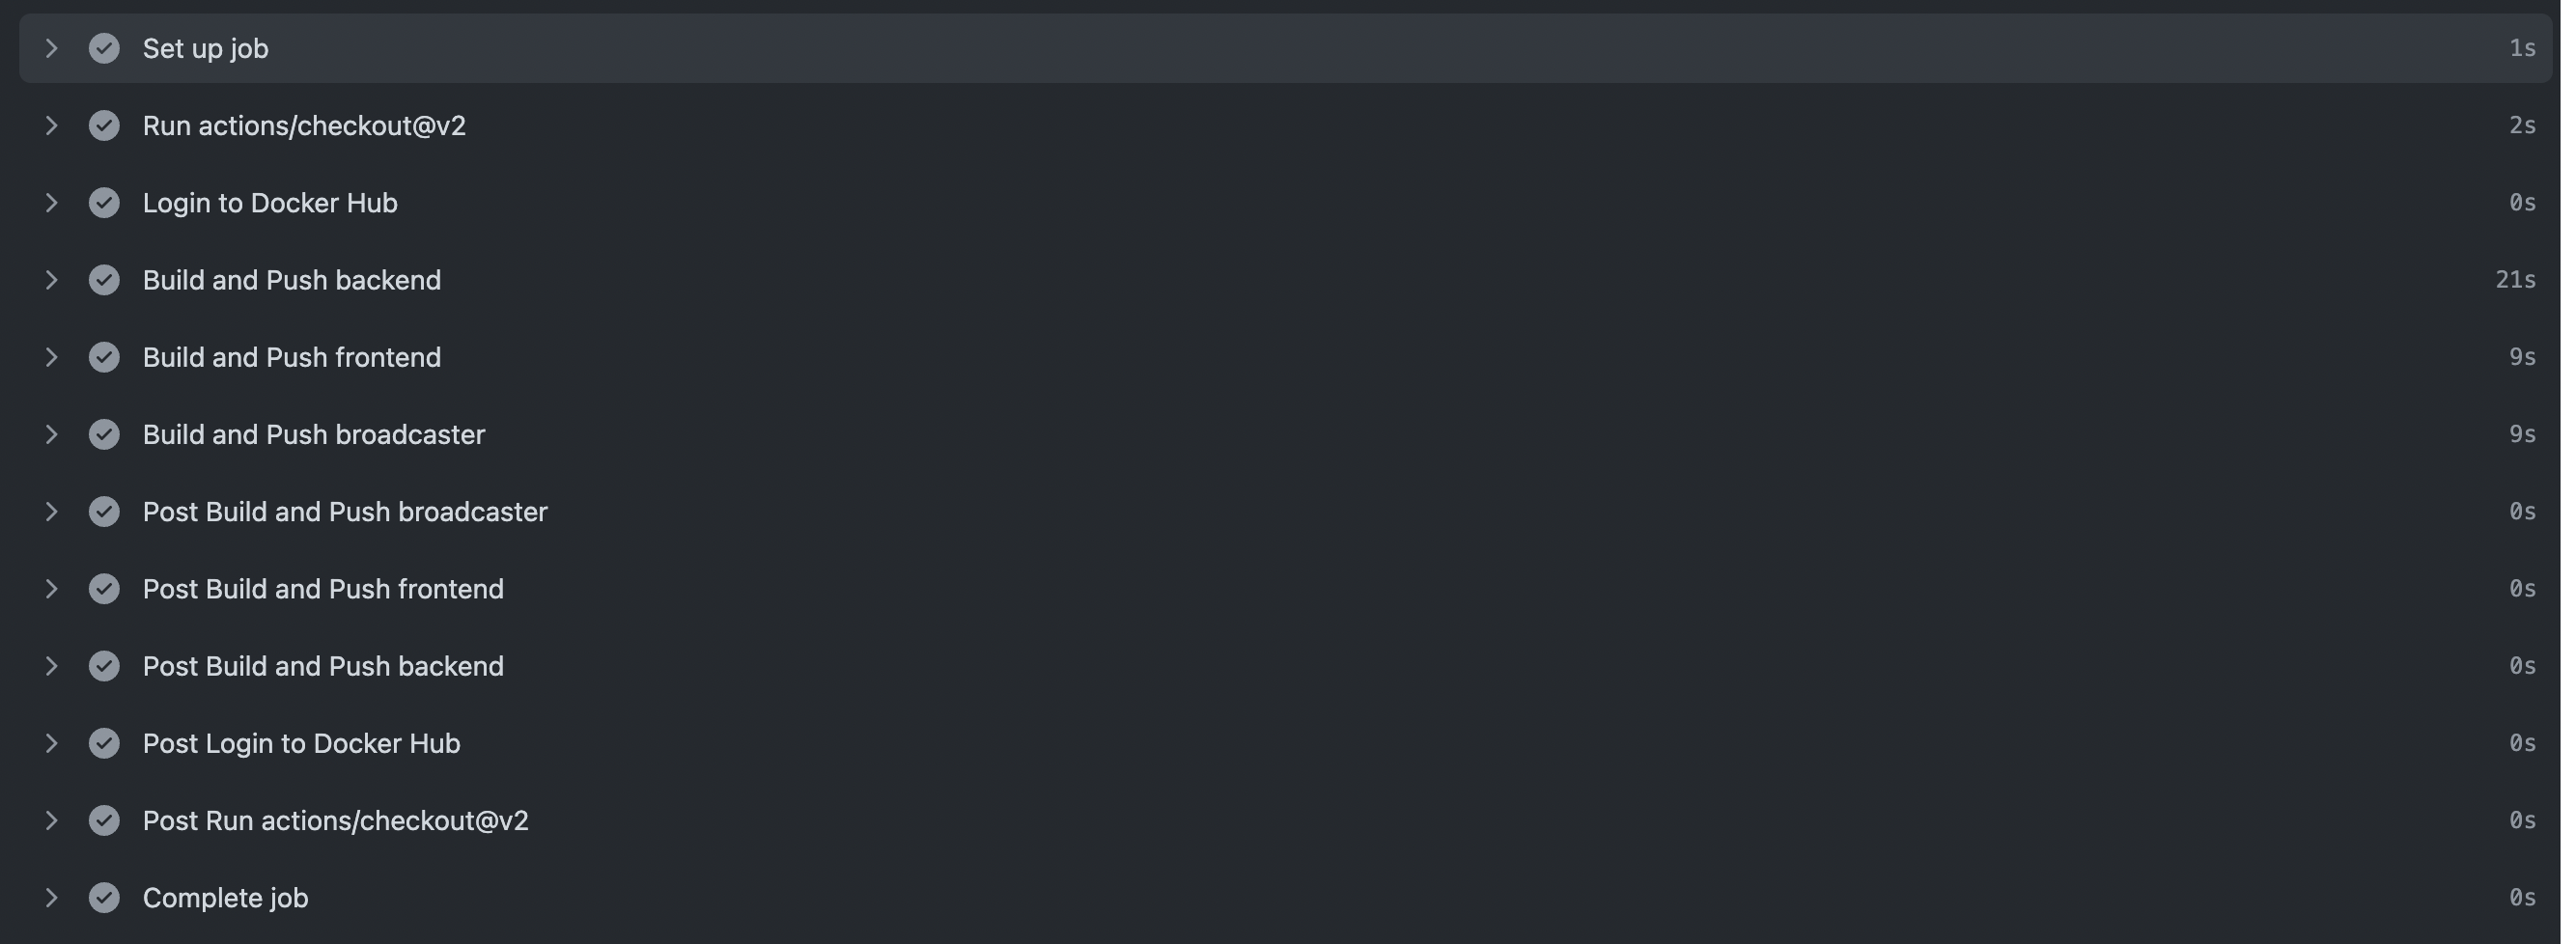 Set up job 1s
Run actions/checkout@v2 2s
Login to Docker Hub 0s
Build and Push backend 21s
Build and Push frontend 9s
Build and Push broadcaster 9s
Post Build and Push broadcaster 0s
Post Build and Push frontend 0s
Post Build and Push backend 0s
Post Login to Docker Hub 0s
Post Run actions/checkout@v2 0s
Complete job 0s